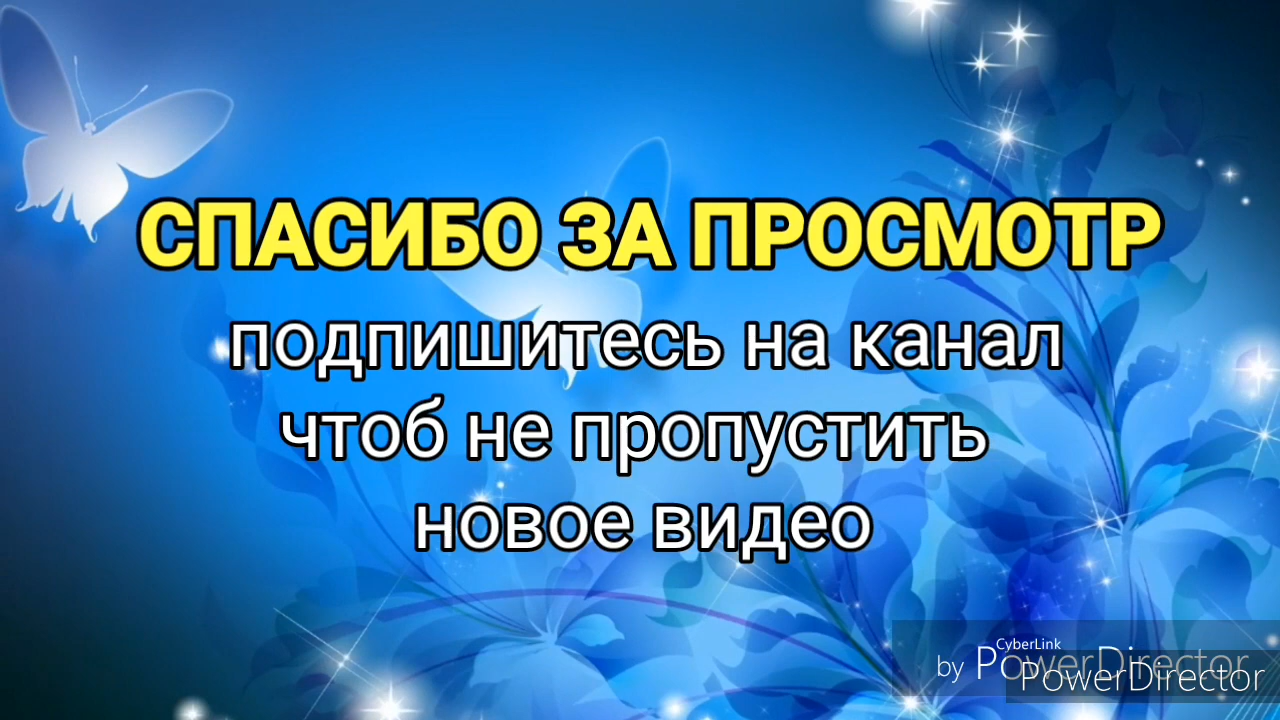 СПАСИБО ЗА ПРОСМОТР
подпишитесь на канал
чтоб не пропустить
новое видео
CyberLink
by PowerDirector
PowerDirector